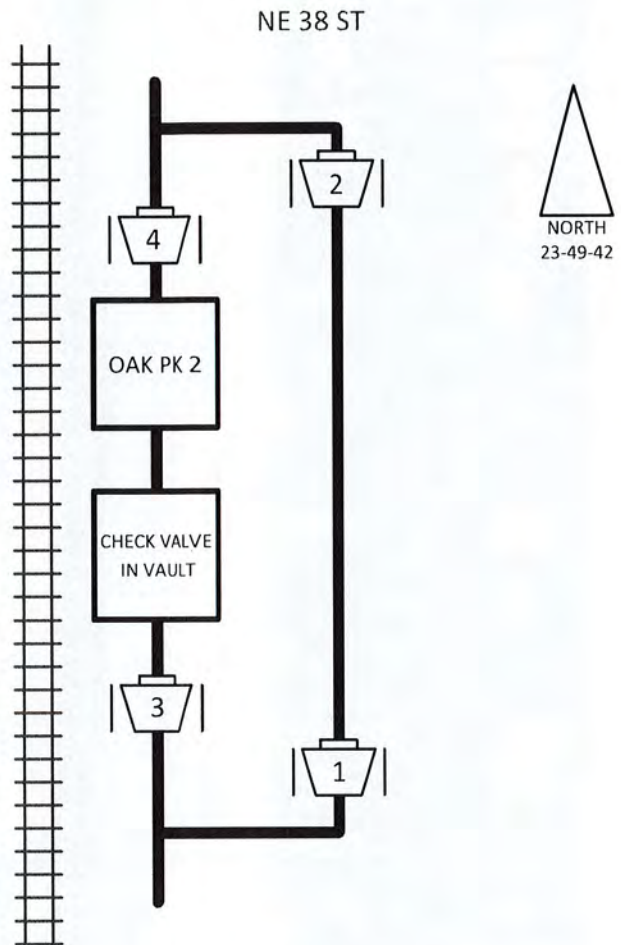 NE 38 ST
2
NORTH
23-49-42
4
OAK PK 2
CHECK VALVE
IN VAULT
3
1